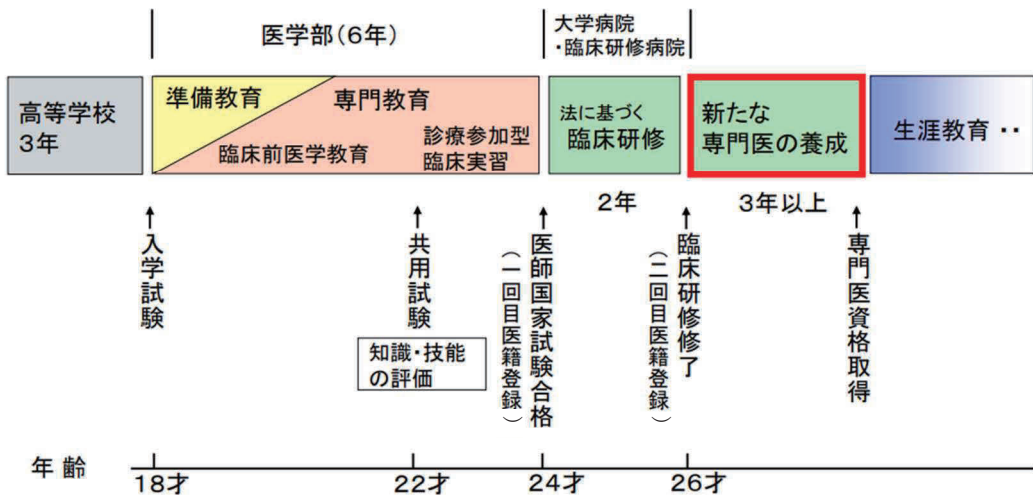 医学部(6年)
大学病院
・臨床研修病院
高等学校
3年
準備教育
専門教育
臨床前医学教育
診療参加型
臨床実習
法に基づく
臨床研修
新たな
専門医の養成
生涯教育・・
2年
3年以上
入学試験
共用試験
知識・技能
の評価
医師国家試験合格
(一回目医籍登録)
臨床研修修了
(二回目医籍登録)
専門医資格取得
年齢
18才
22才
24才
26才